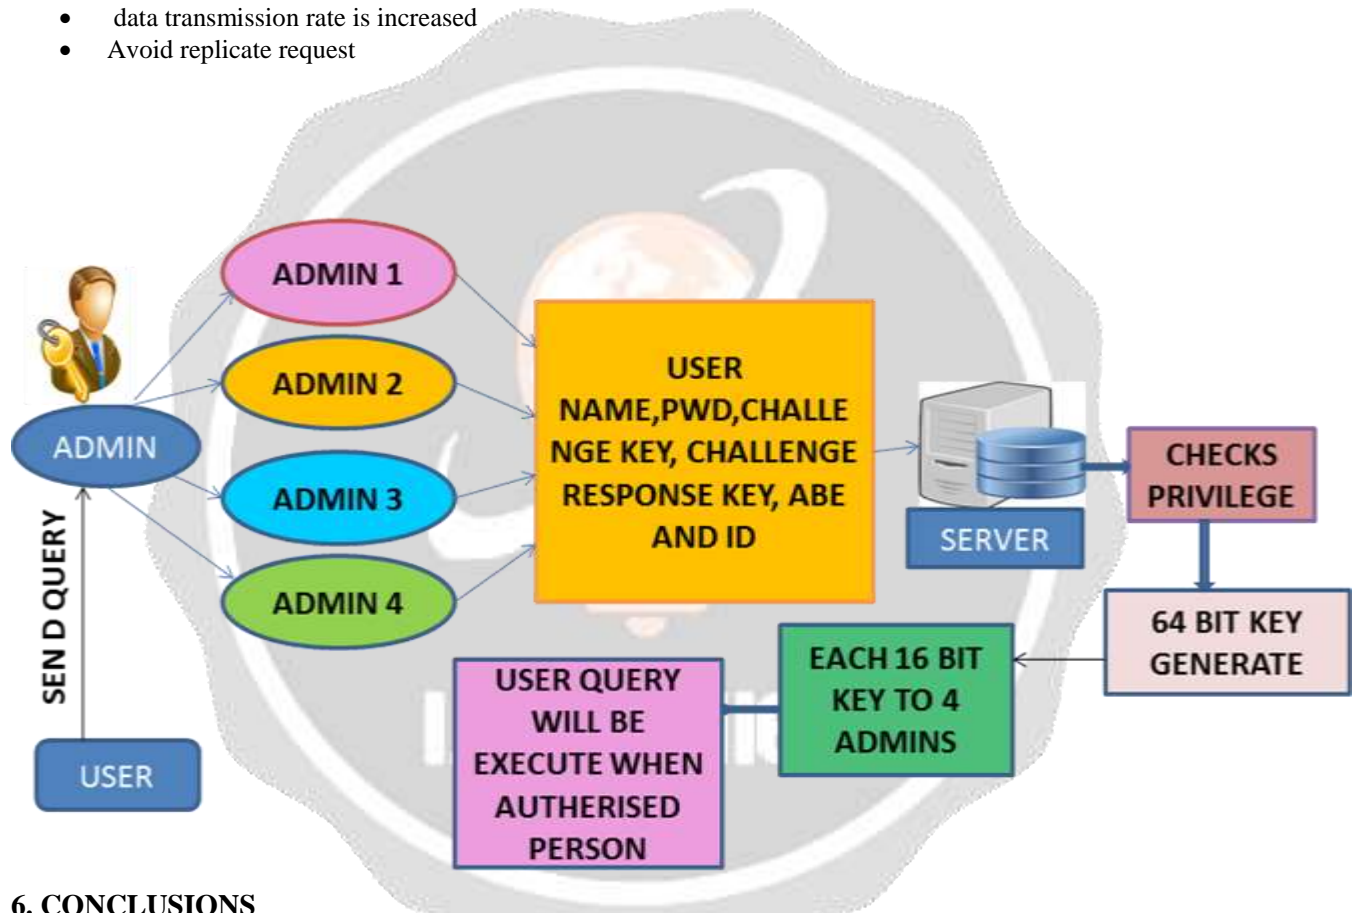 data transmission rate is increased
Avoid replicate request
ADMIN 1
ADMIN 2
ADMIN 3
ADMIN 4
ADMIN
SEN D QUERY
USER
USER
NAME,PWD,CHALLE
NGE KEY, CHALLENGE
RESPONSE KEY, ABE
AND ID
SERVER
CHECKS
PRIVILEGE
64 BIT KEY
GENERATE
EACH 16 BIT
KEY TO 4
ADMINS
USER QUERY
WILL BE
EXECUTE WHEN
AUTHERISED
PERSON
6. CONCLUSIONS